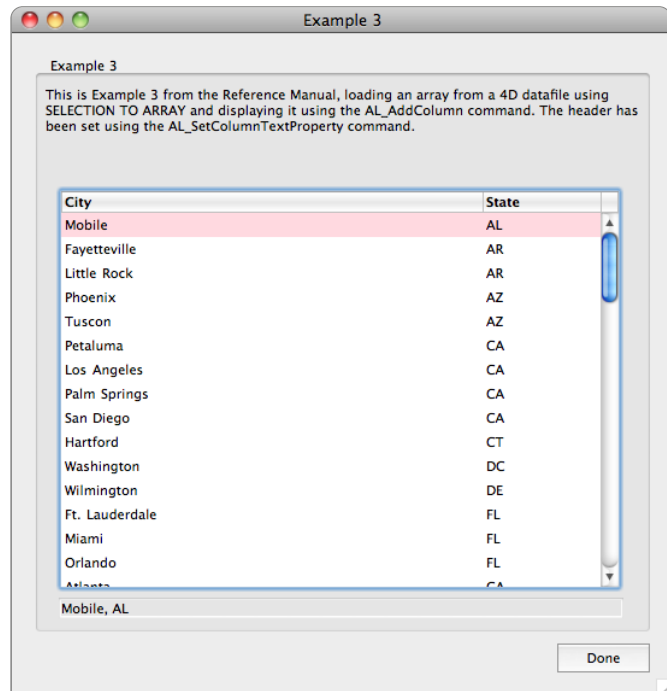 Example 3
Example 3
This is Example 3 from the Reference Manual, loading an array from a 4D datafile using
SELECTION TO ARRAY and displaying it using the AL_AddColumn command. The header has
been set using the AL_SetColumnTextProperty command.
City State
Mobile AL
Fayetteville AR
Little Rock AR
Phoenix AZ
Tuscon AZ
Petaluma CA
Los Angeles CA
Palm Springs CA
San Diego CA
Hartford CT
Washington DC
Wilmington DE
Ft. Lauderdale FL
Miami FL
Orlando FL
Atlanta
Mobile, AL
Done